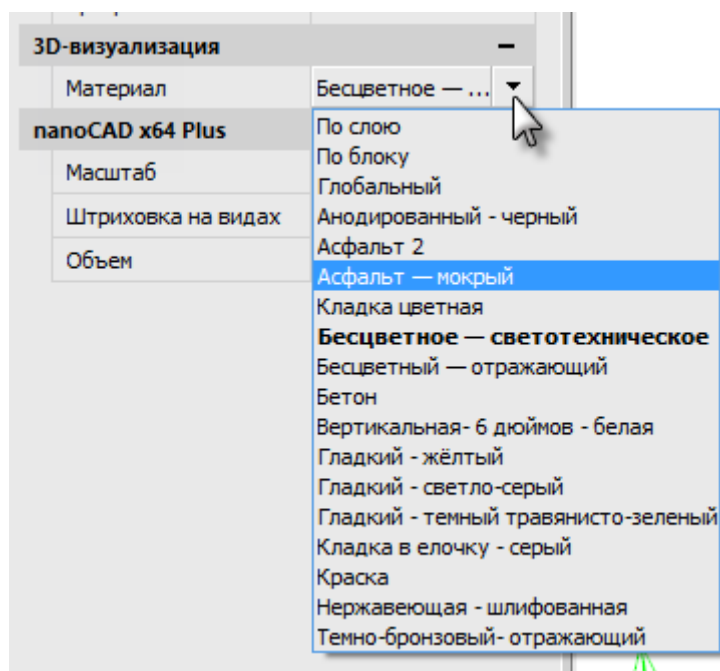 3D-визуализация
Материал
Бесцветное — ...
nanoCAD x64 Plus
Масштаб
Штриховка на видах
Объем
По слою
По блоку
Глобальный
Анодированный - черный
Асфальт 2
Асфальт — мокрый
Кладка цветная
Бесцветное — светотехническое
Бесцветный — отражающий
Бетон
Вертикальная- 6 дюймов - белая
Гладкий - жёлтый
Гладкий - светло-серый
Гладкий - темный травянисто-зеленый
Кладка в елочку - серый
Краска
Нержавеющая - шлифованная
Темно-бронзовый- отражающий